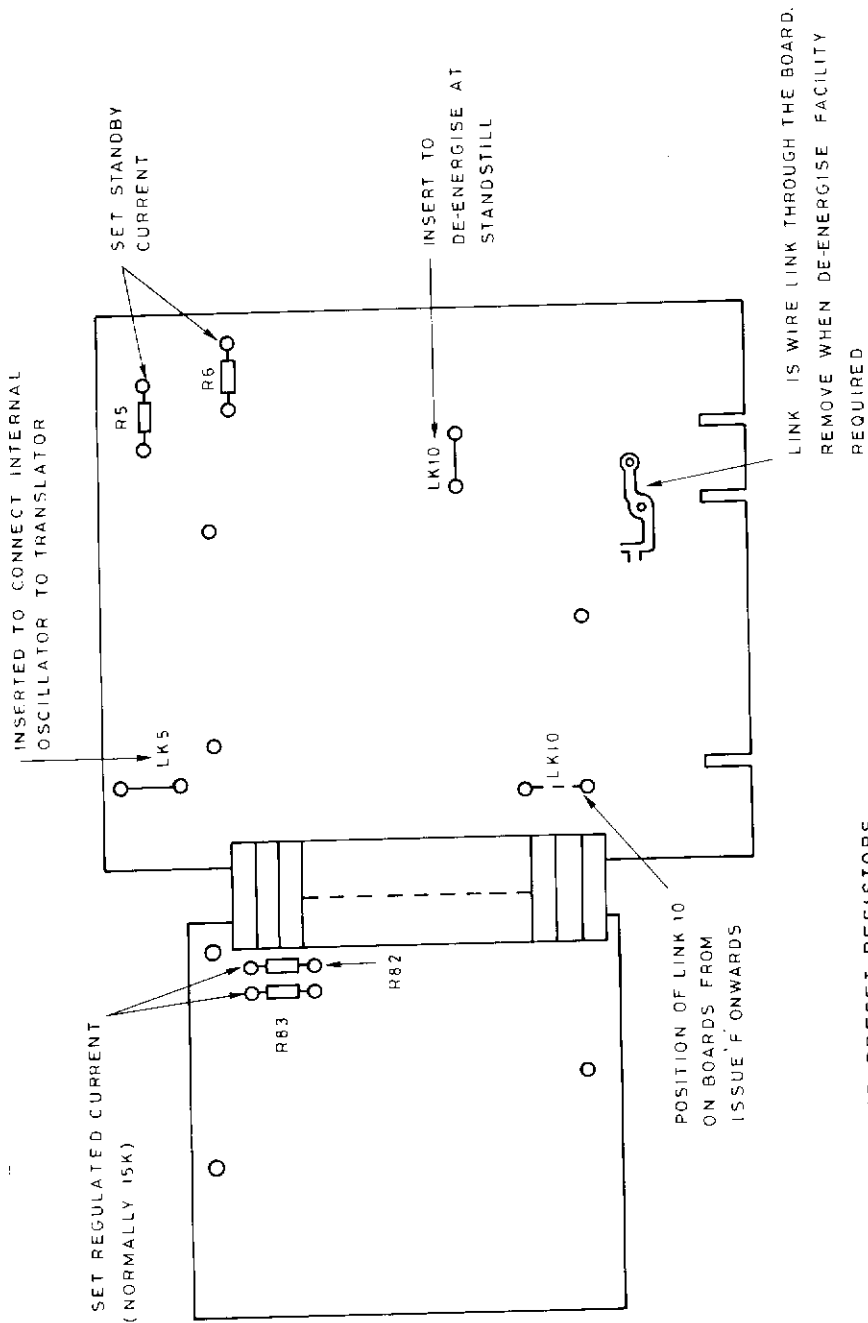 INSERTED TO CONNECT INTERNAL
OSCILLATOR TO TRANSLATOR
SET STANDBY
CURRENT
R5
R6
LK5
LK10
INSERT TO
DE-ENERGISE AT
STANDSTILL
SET REGULATED CURRENT
(NORMALLY 15K)
R83
R82
LK10
POSITION OF LINK 10
ON BOARDS FROM
ISSUE 'F' ONWARDS
LINK IS WIRE LINK THROUGH THE BOARD.
REMOVE WHEN DE-ENERGISE FACILITY
REQUIRED
PRESET RESISTORS